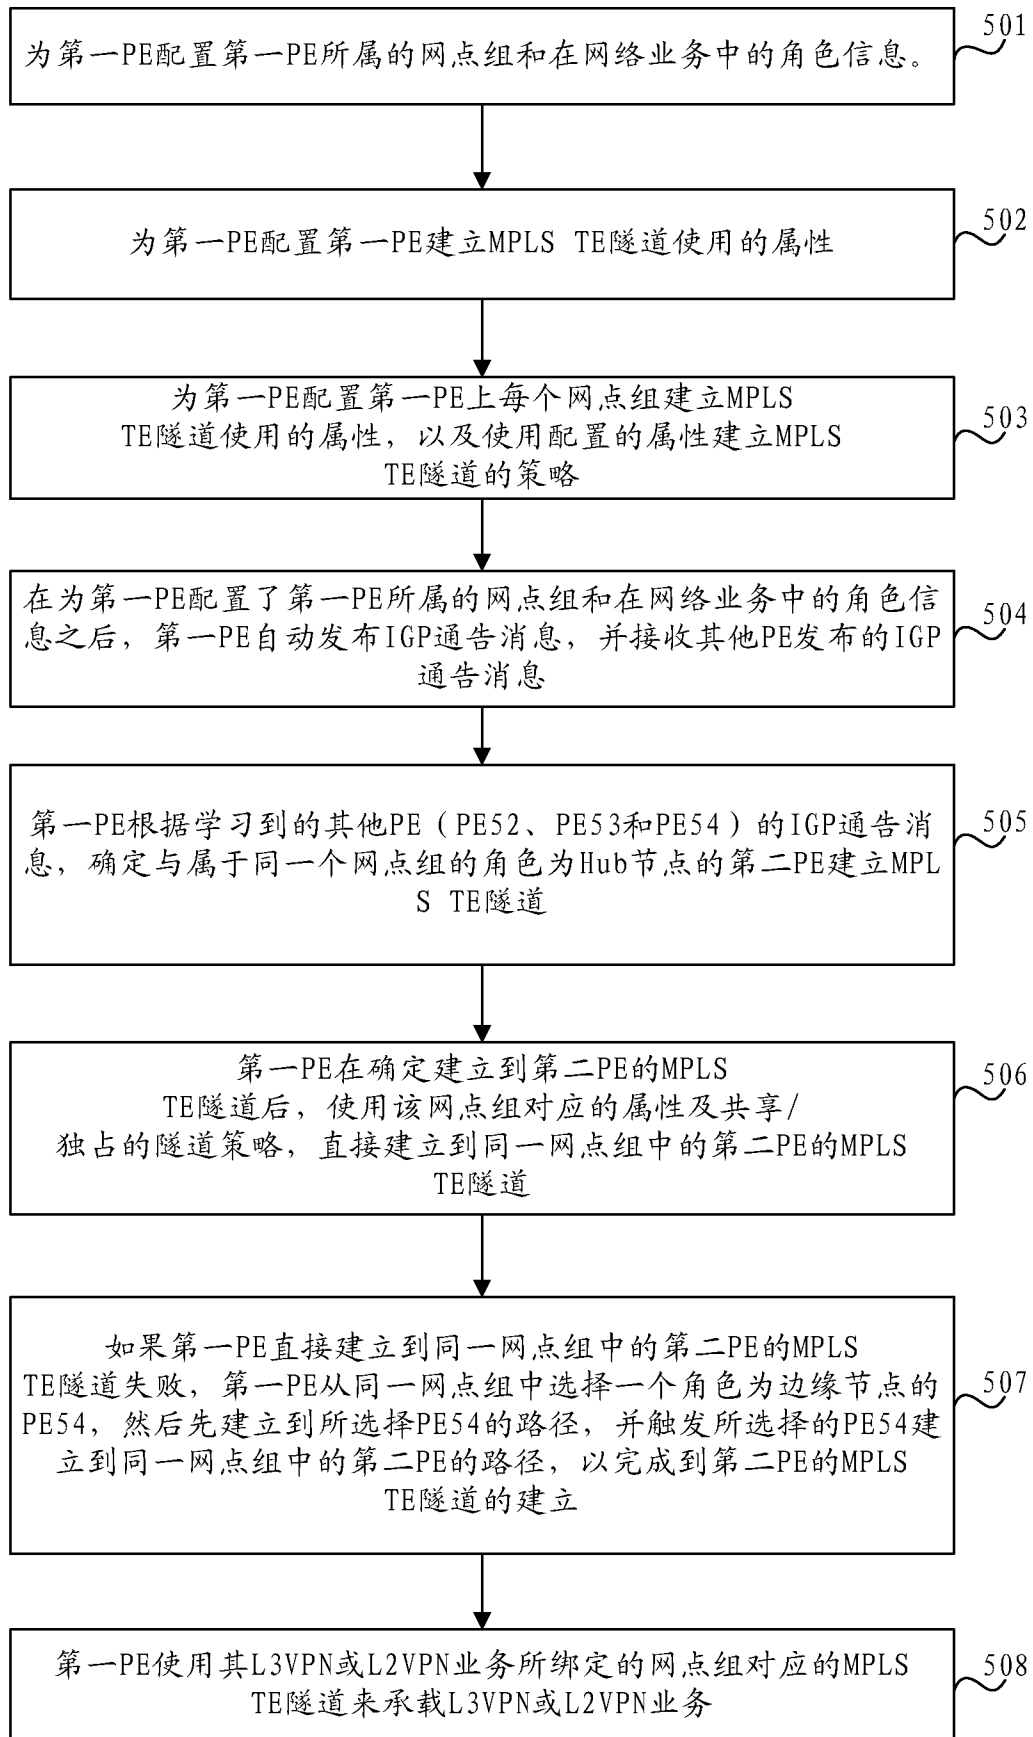 为第一PE配置第一PE所属的网点组和在网络业务中的角色信息。
501
为第一PE配置第一PE建立MPLS TE隧道使用的属性
502
为第一PE配置第一PE上每个网点组建立MPLS
TE隧道使用的属性，以及使用配置的属性建立MPLS
TE隧道的策略
503
在为第一PE配置了第一PE所属的网点组和在网络业务中的角色信
息之后，第一PE自动发布IGP通告消息，并接收其他PE发布的IGP
通告消息
504
第一PE根据学习到的其他PE（PE52、PE53和PE54）的IGP通告消
息，确定与属于同一个网点组的角色为Hub节点的第二PE建立MPL
S TE隧道
505
第一PE在确定建立到第二PE的MPLS
TE隧道后，使用该网点组对应的属性及共享/
独占的隧道策略，直接建立到同一网点组中的第二PE的MPLS
TE隧道
506
如果第一PE直接建立到同一网点组中的第二PE的MPLS
TE隧道失败，第一PE从同一网点组中选择一个角色为边缘节点的
PE54，然后先建立到所选择PE54的路径，并触发所选择的PE54建
立到同一网点组中的第二PE的路径，以完成到第二PE的MPLS
TE隧道的建立
507
第一PE使用其L3VPN或L2VPN业务所绑定的网点组对应的MPLS
TE隧道来承载L3VPN或L2VPN业务
508